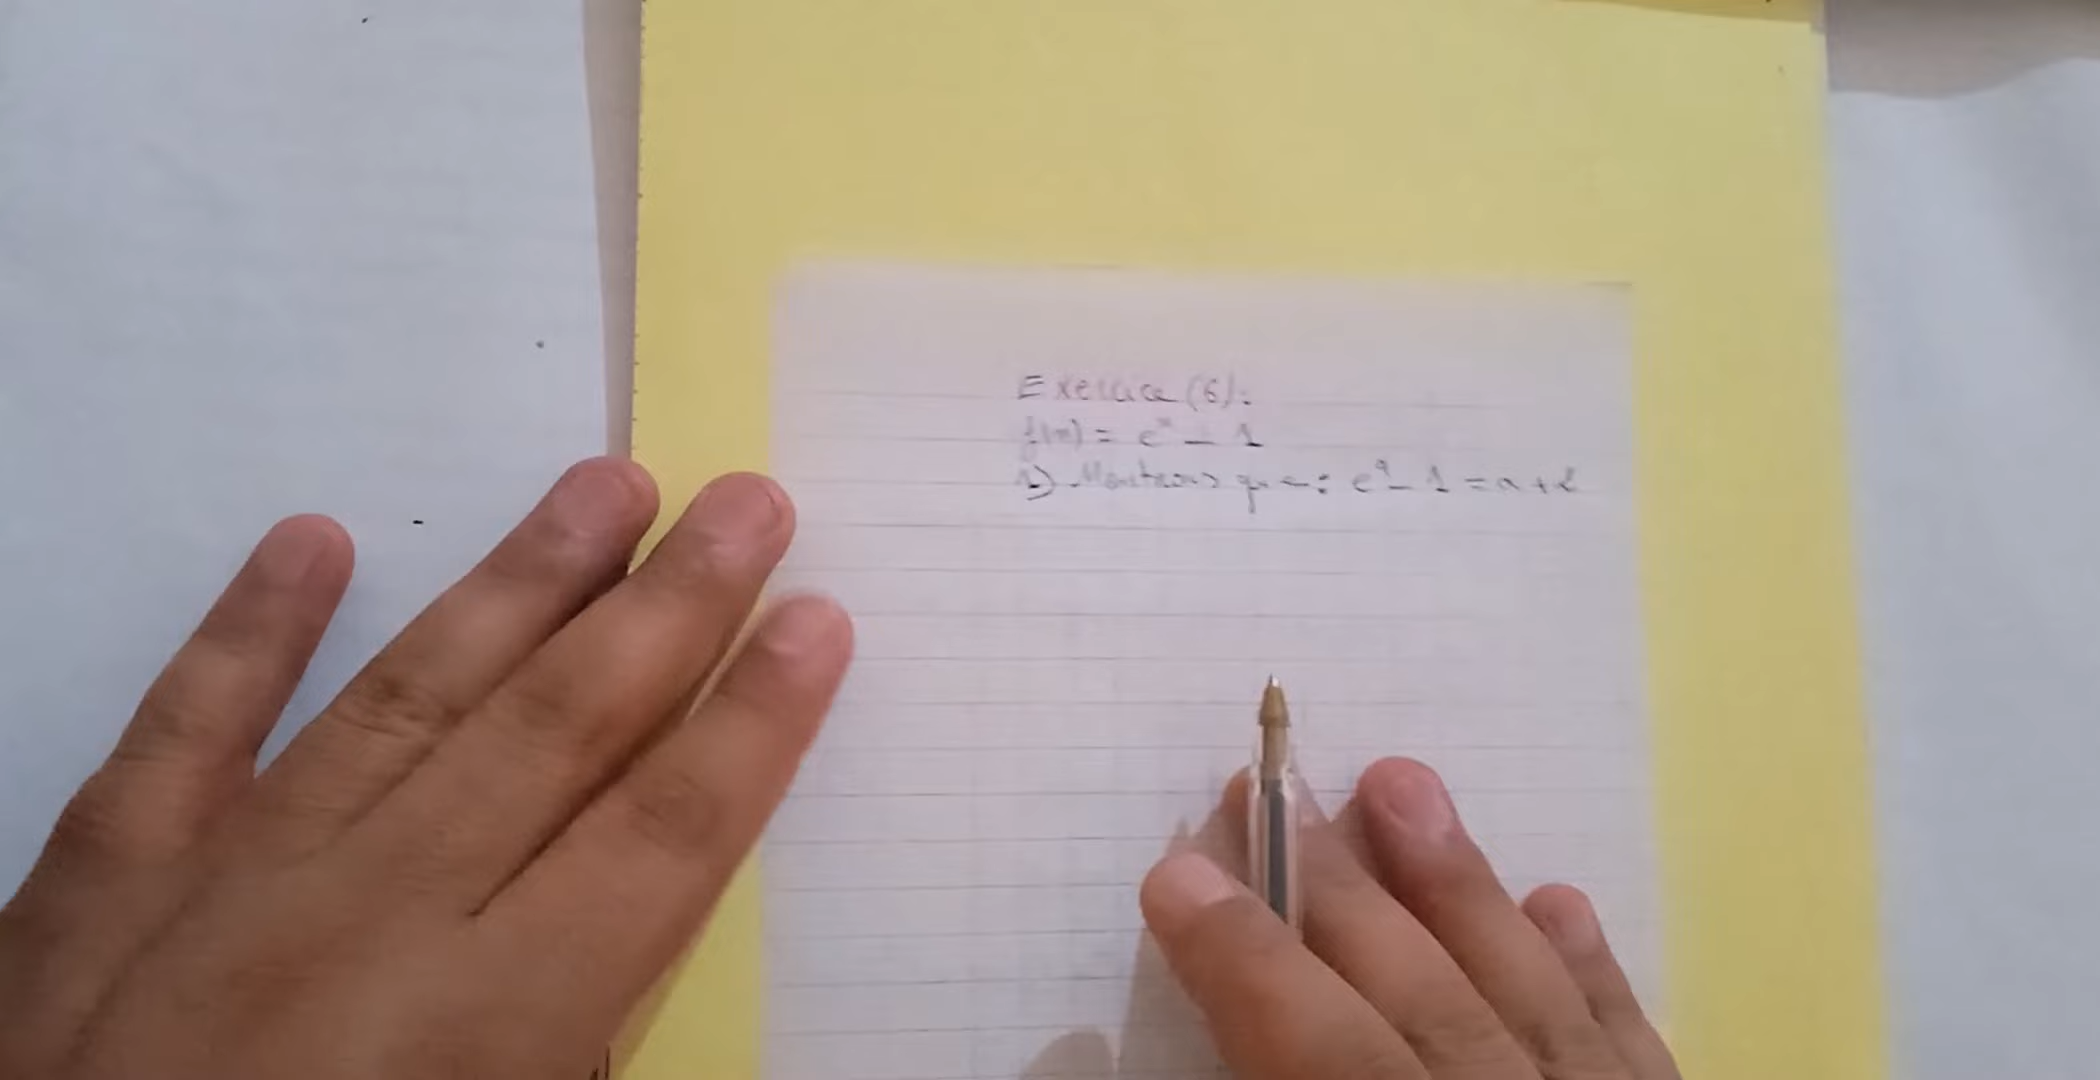 Exercice (6):
f(x) = e^x - 1
1) Montrons que: e^a - 1 = a + 2